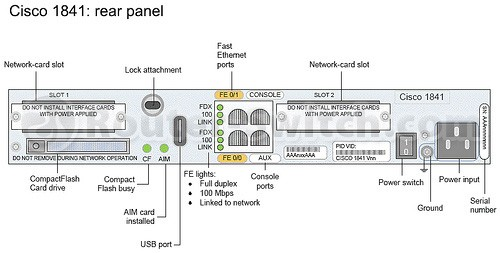 Cisco 1841: rear panel
Fast
Ethernet
ports
Network-card slot
Lock attachment
Network-card slot
SLOT 1
FE 0/1
CONSOLE
SLOT 2
Cisco 1841
DO NOT INSTALL INTERFACE CARDS
WITH POWER APPLIED
FDX
100
LINK
FDX
100
LINK
DO NOT INSTALL INTERFACE CARDS
WITH POWER APPLIED
DO NOT REMOVE DURING NETWORK OPERATION
CF
AIM
FE 0/0
AUX
AAAnnxxAAA
PID VID:
CISCO 1841 Vnn
CompactFlash
Card drive
Compact
Flash busy
FE lights:
• Full duplex
• 100 Mbps
• Linked to network
Console
ports
Power switch
Power input
AIM card
installed
Ground
Serial
number
USB port